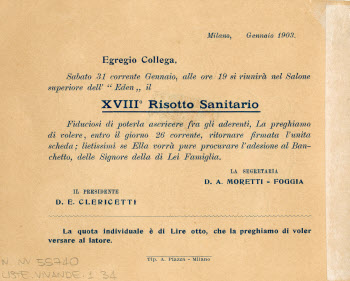 Milano, Gennaio 1903.
Egregio Collega,
Sabato 31 corrente Gennaio, alle ore 19 si riunirà nel Salone
superiore dell' “ Eden „ il
XVIII° Risotto Sanitario
Fiduciosi di poterla ascrivere fra gli aderenti, La preghiamo
di volere, entro il giorno 26 corrente, ritornare firmata l'unita
scheda; lietissimi se Ella vorrà pure procurare l'adesione al Ban-
chetto, delle Signore della di Lei Famiglia.
LA SEGRETARIA
D. A. MORETTI - FOGGIA
IL PRESIDENTE
D. E. CLERICETTI
La quota individuale è di Lire otto, che la preghiamo di voler
versare al latore.
Tip. A. Piazza - Milano